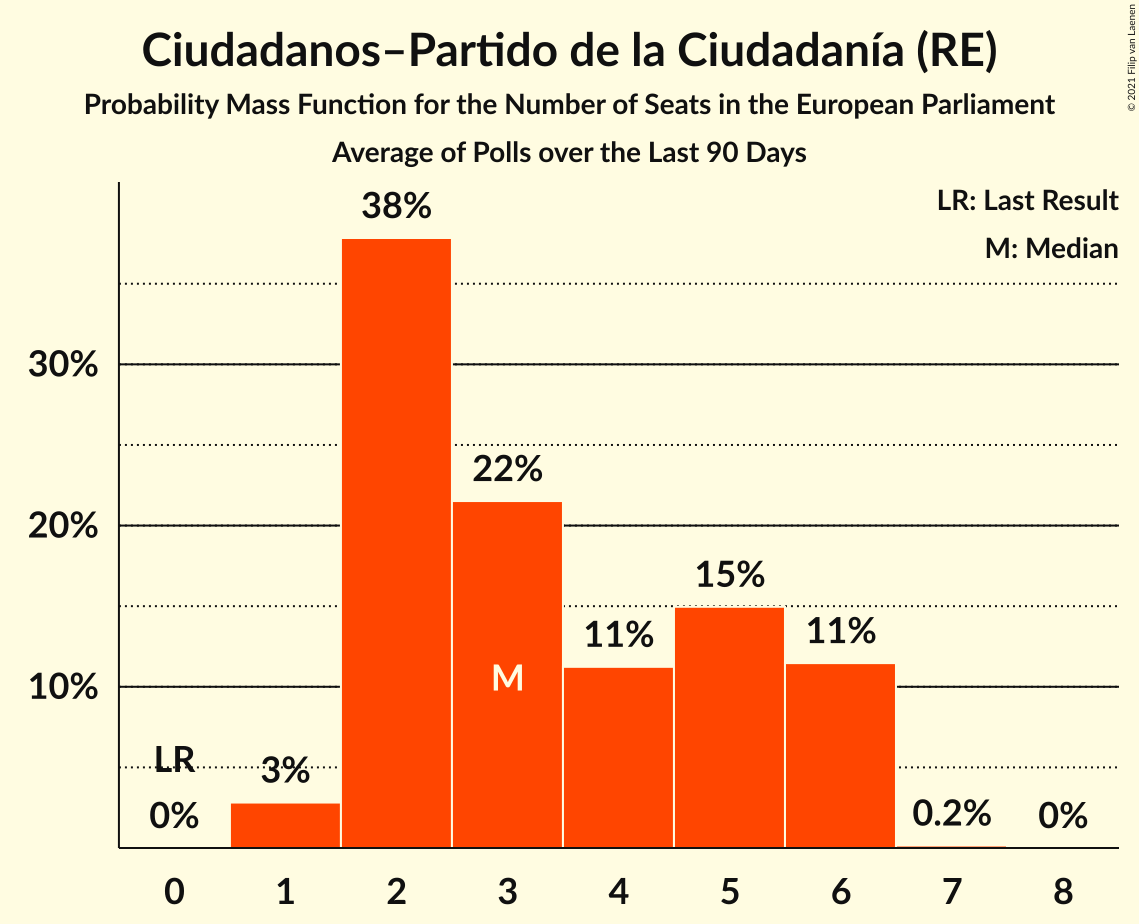 Ciudadanos–Partido de la Ciudadanía (RE)
Probability Mass Function for the Number of Seats in the European Parliament
Average of Polls over the Last 90 Days
© 2021 Filip van Laenen
LR: Last Result
M: Median
38%
30%
22%
20%
15%
11%
11%
10%
M
LR
3%
0%
0.2%
0%
0 1 2 3 4 5 6 7 8